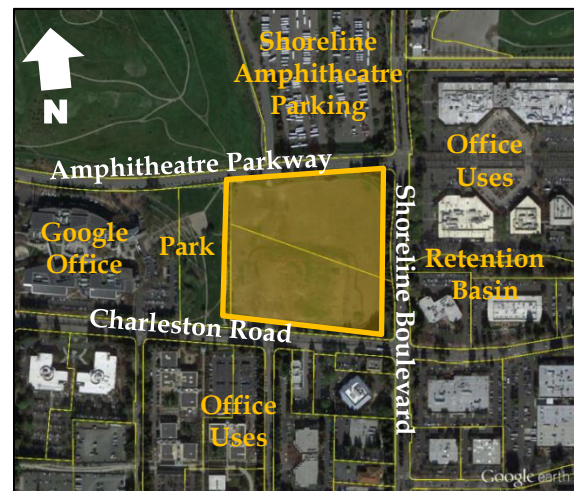 Shoreline
Amphitheatre
Parking
N
Amphitheatre Parkway
Office
Uses
Shoreline Boulevard
Google
Office
Park
Retention
Basin
Charleston Road
Office
Uses
Google earth